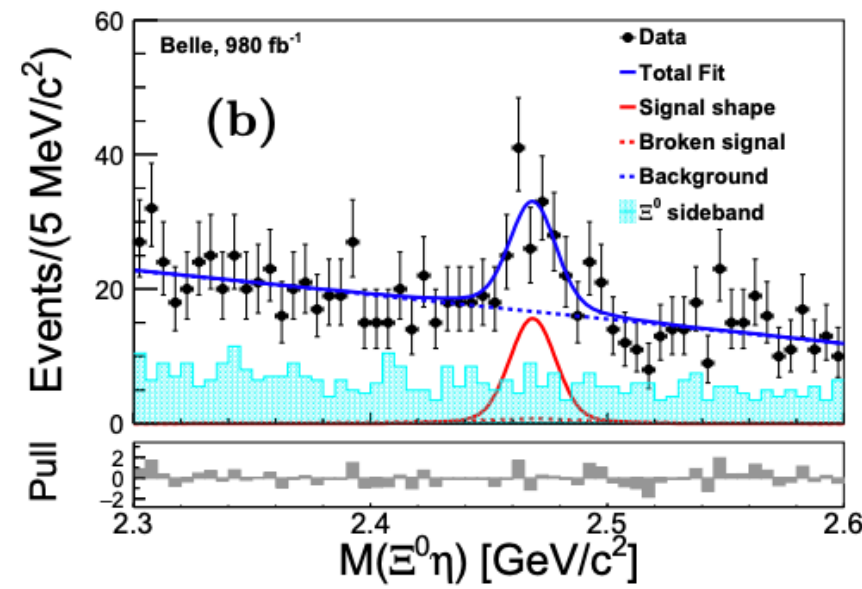 60
40
20
0
Events/(5 MeV/c²)
Belle, 980 fb⁻¹
(b)
Data
Total Fit
Signal shape
Broken signal
Background
Ξ⁰ sideband
Pull
2
0
−2
2.3
2.4
2.5
2.6
M(Ξ⁰η) [GeV/c²]